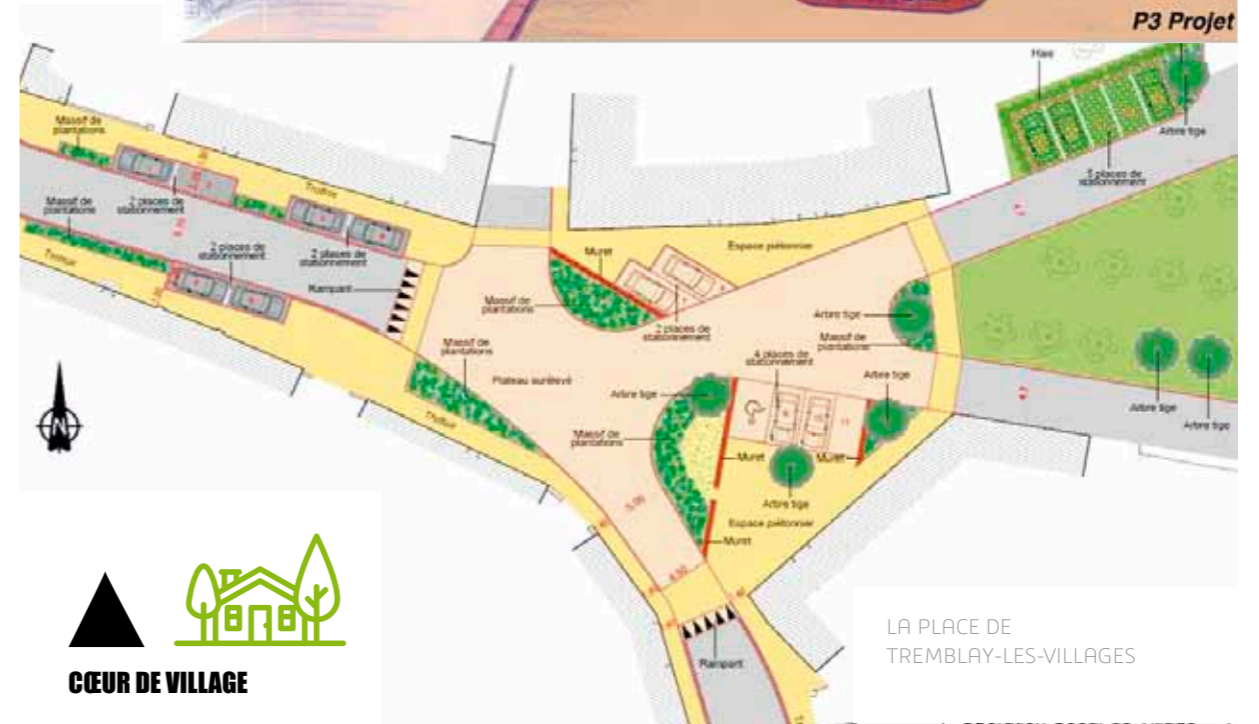 P3 Projet
Haie
Arbre tige
5 places de
stationnement
Massif de
plantations
2 places de
stationnement
Trottoir
Massif de
plantations
Trottoir
2 places de
stationnement
2 places de
stationnement
Rampant
Muret
Espace piétonnier
Massif de
plantations
2 places de
stationnement
Arbre tige
Massif de
plantations
Massif de
plantations
Plateau surélevé
4 places de
stationnement
Arbre tige
Arbre tige
Arbre tige
Arbre tige
Trottoir
Massif de
plantations
Muret
Muret
Arbre tige
5.00
Espace piétonnier
Muret
4.50
N
Rampant
CŒUR DE VILLAGE
LA PLACE DE
TREMBLAY-LES-VILLAGES